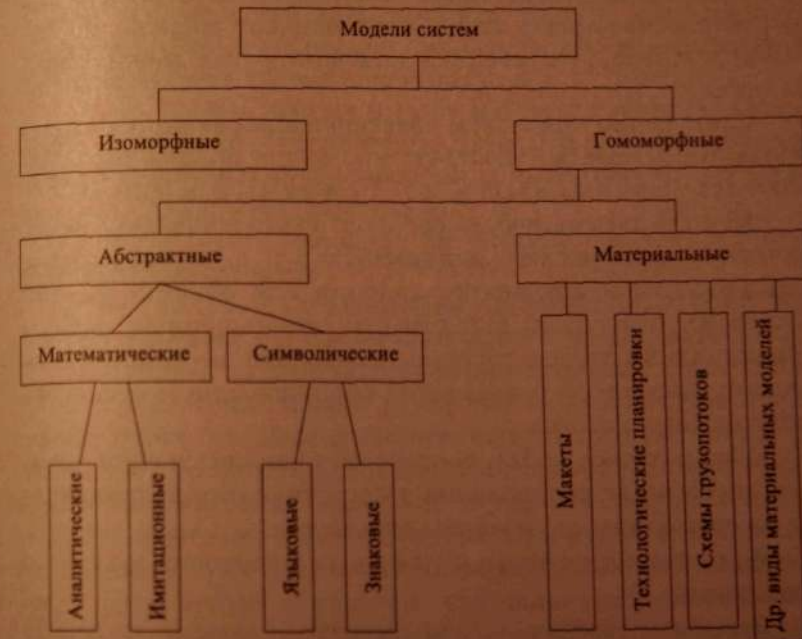 Модели систем
Изоморфные
Гомоморфные
Абстрактные
Материальные
Математические
Символические
Аналитические
Имитационные
Языковые
Знаковые
Макеты
Технологические планировки
Схемы грузопотоков
Др. виды материальных моделей